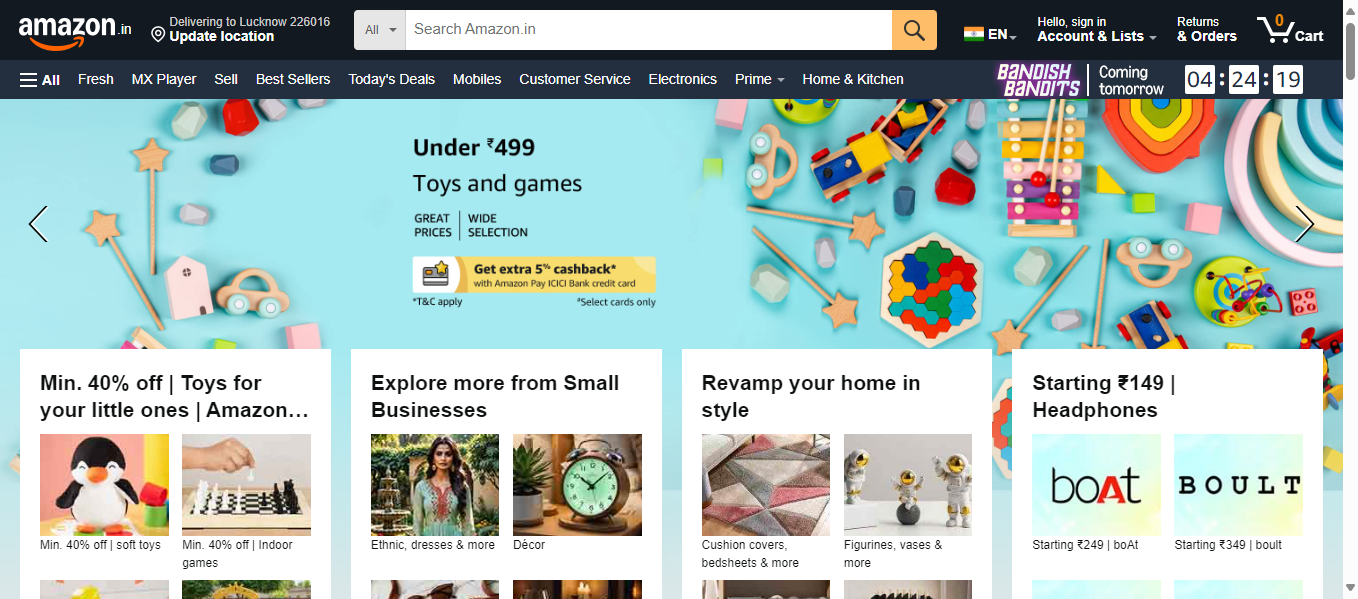 amazon.in
Delivering to Lucknow 226016
Update location
All
Search Amazon.in
EN
Hello, sign in
Account & Lists
Returns
& Orders
0
Cart
All
Fresh
MX Player
Sell
Best Sellers
Today's Deals
Mobiles
Customer Service
Electronics
Prime
Home & Kitchen
BANDISH
BANDITS
Coming
tomorrow
04 : 24 : 19
Under ₹499
Toys and games
GREAT
PRICES
WIDE
SELECTION
Get extra 5% cashback*
with Amazon Pay ICICI Bank credit card
*T&C apply
#Select cards only
Min. 40% off | Toys for
your little ones | Amazon…
Min. 40% off | soft toys
Min. 40% off | Indoor
games
Explore more from Small
Businesses
Ethnic, dresses & more
Décor
Revamp your home in
style
Cushion covers,
bedsheets & more
Figurines, vases &
more
Starting ₹149 |
Headphones
boAt
BOULT
Starting ₹249 | boAt
Starting ₹349 | boult